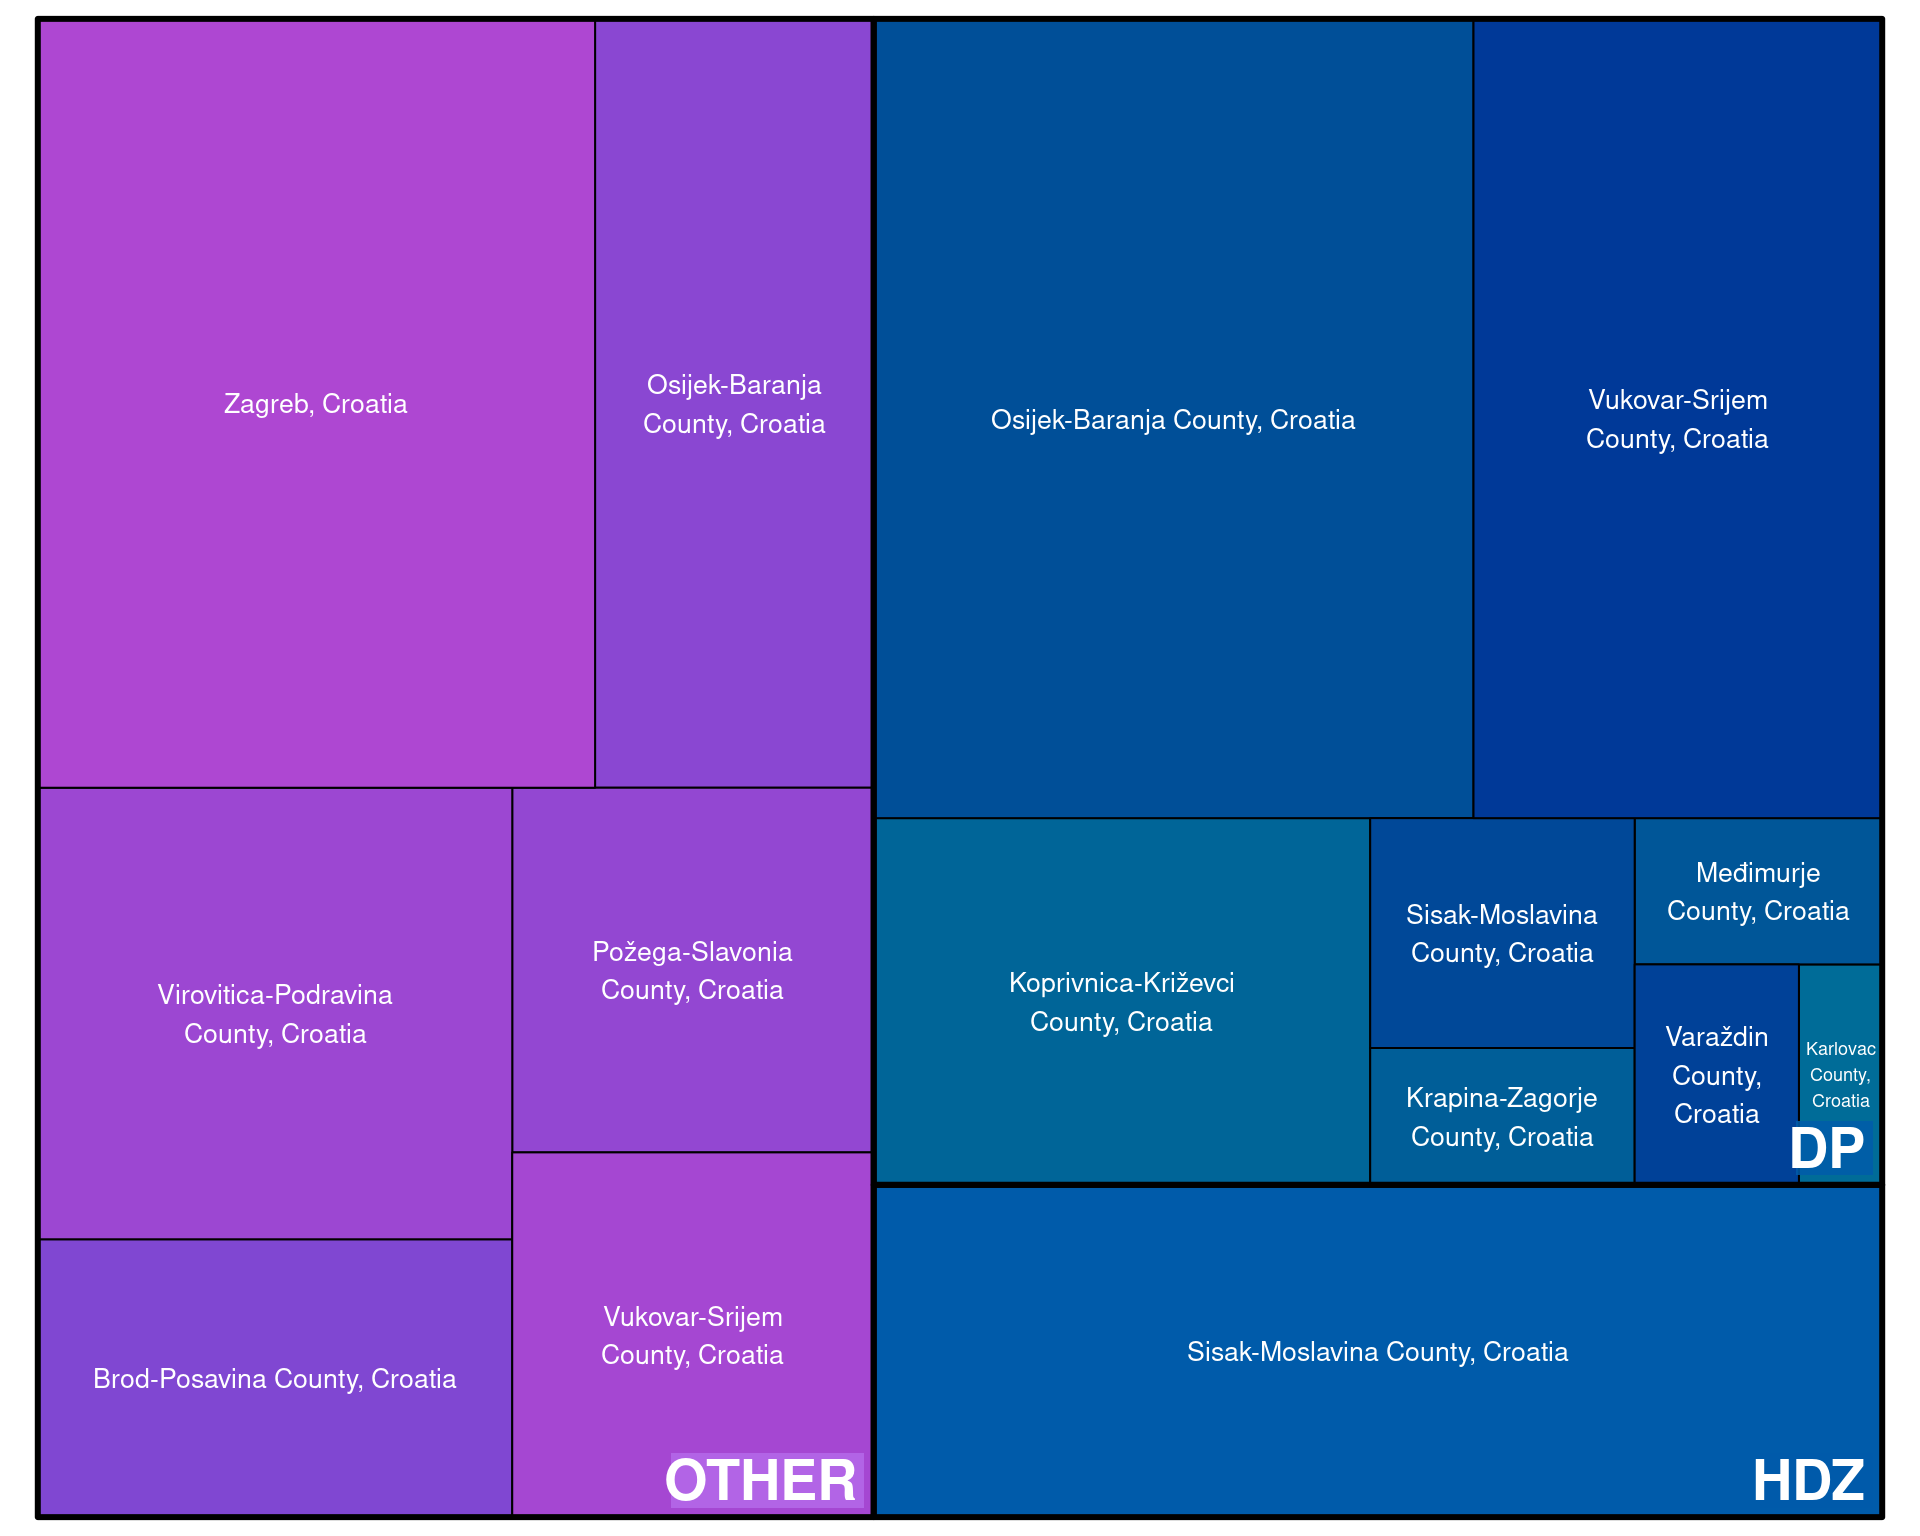 Zagreb, Croatia
Osijek-Baranja
County, Croatia
Virovitica-Podravina
County, Croatia
Požega-Slavonia
County, Croatia
Brod-Posavina County, Croatia
Vukovar-Srijem
County, Croatia
OTHER
Osijek-Baranja County, Croatia
Vukovar-Srijem
County, Croatia
Koprivnica-Križevci
County, Croatia
Sisak-Moslavina
County, Croatia
Krapina-Zagorje
County, Croatia
Međimurje
County, Croatia
Varaždin
County,
Croatia
Karlovac
County,
Croatia
DP
Sisak-Moslavina County, Croatia
HDZ